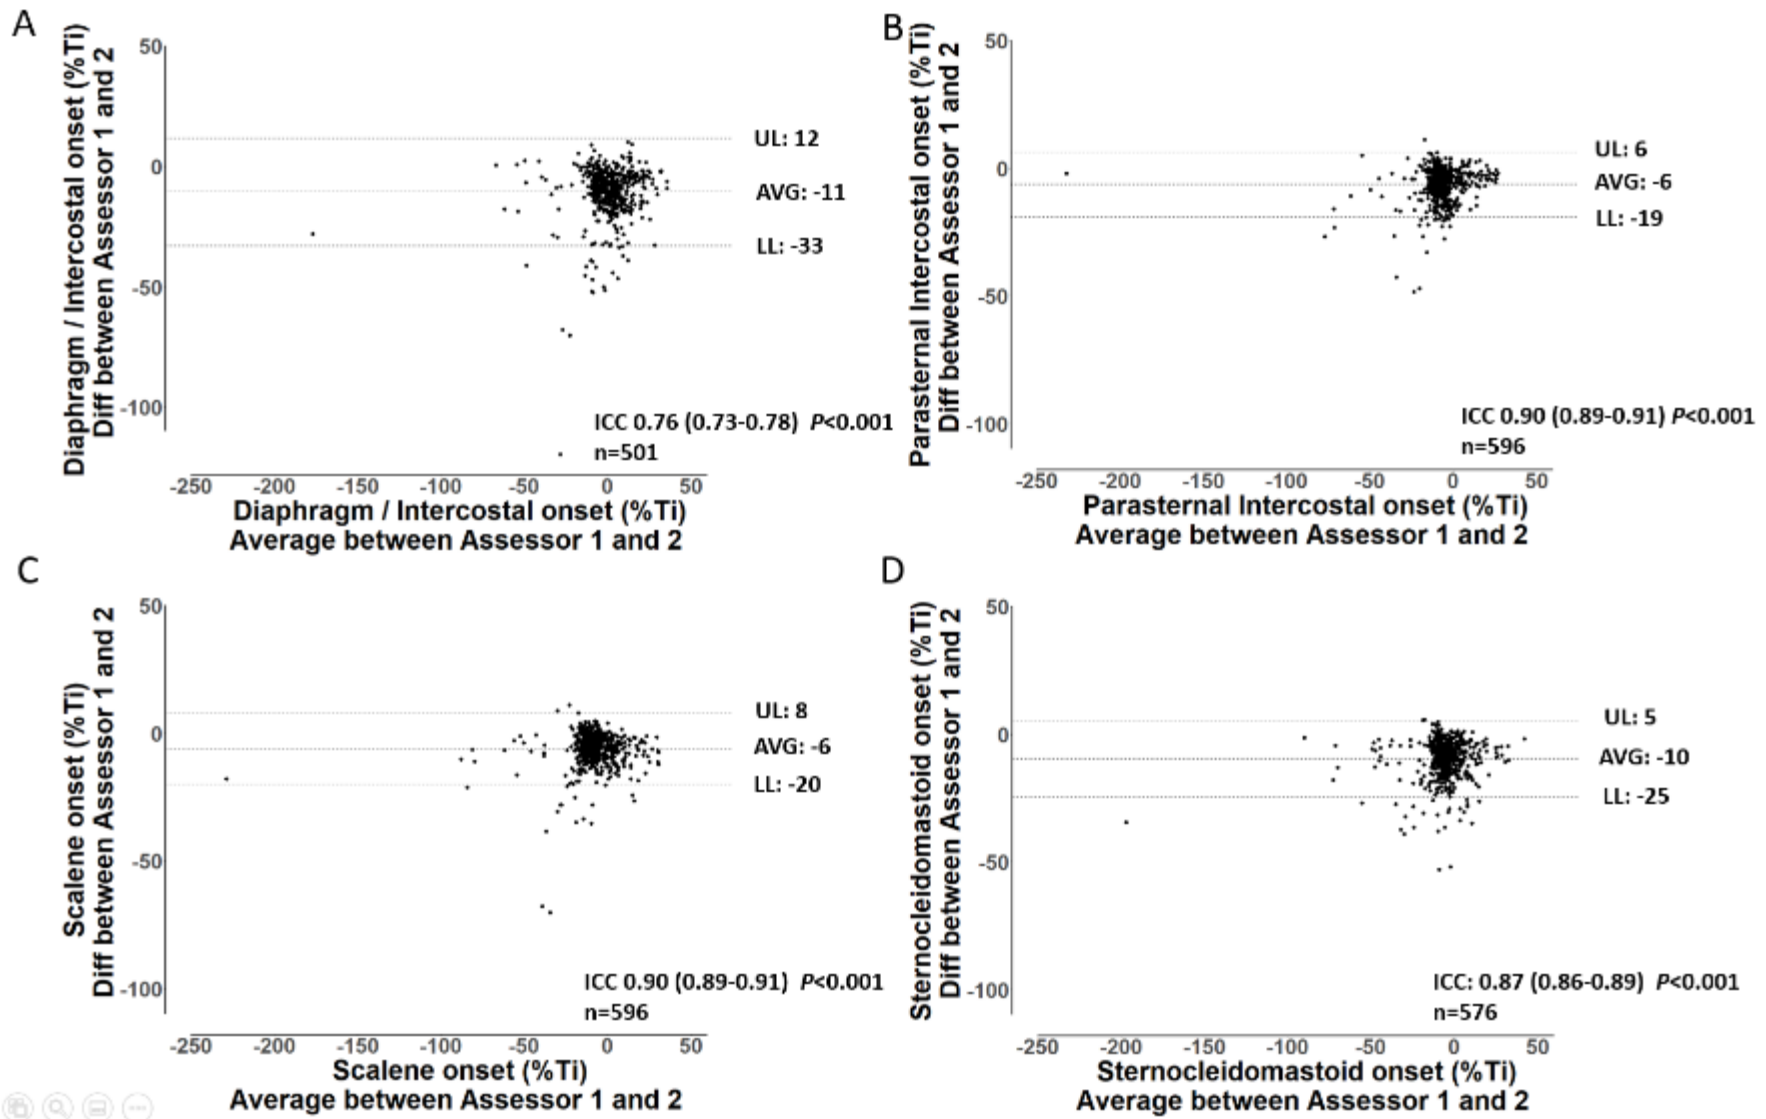 A
Diaphragm / Intercostal onset (%Ti)
Diff between Assessor 1 and 2
50
0
-50
-100
UL: 12
AVG: -11
LL: -33
ICC 0.76 (0.73-0.78) P<0.001
n=501
-250 -200 -150 -100 -50 0 50
Diaphragm / Intercostal onset (%Ti)
Average between Assessor 1 and 2
B
Parasternal Intercostal onset (%Ti)
Diff between Assessor 1 and 2
50
0
-50
-100
UL: 6
AVG: -6
LL: -19
ICC 0.90 (0.89-0.91) P<0.001
n=596
-250 -200 -150 -100 -50 0 50
Parasternal Intercostal onset (%Ti)
Average between Assessor 1 and 2
C
Scalene onset (%Ti)
Diff between Assessor 1 and 2
50
0
-50
-100
UL: 8
AVG: -6
LL: -20
ICC 0.90 (0.89-0.91) P<0.001
n=596
-250 -200 -150 -100 -50 0 50
Scalene onset (%Ti)
Average between Assessor 1 and 2
D
Sternocleidomastoid onset (%Ti)
Diff between Assessor 1 and 2
50
0
-50
-100
UL: 5
AVG: -10
LL: -25
ICC: 0.87 (0.86-0.89) P<0.001
n=576
-250 -200 -150 -100 -50 0 50
Sternocleidomastoid onset (%Ti)
Average between Assessor 1 and 2